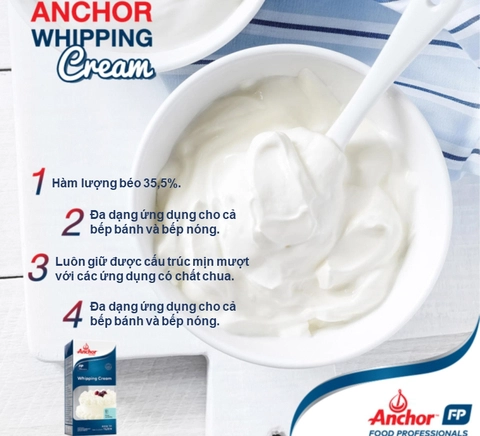 ANCHOR
WHIPPING
Cream
1 Hàm lượng béo 35,5%.
2 Đa dạng ứng dụng cho cả
bếp bánh và bếp nóng.
3 Luôn giữ được cấu trúc mịn mượt
với các ứng dụng có chất chua.
4 Đa dạng ứng dụng cho cả
bếp bánh và bếp nóng.
Anchor
FP
Whipping Cream
Anchor FP
FOOD PROFESSIONALS